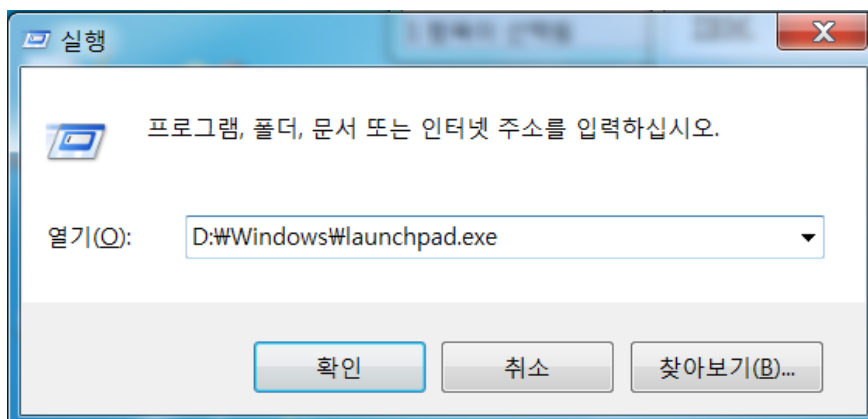 실행
프로그램, 폴더, 문서 또는 인터넷 주소를 입력하십시오.
열기(O): D:₩Windows₩launchpad.exe
확인 취소 찾아보기(B)...